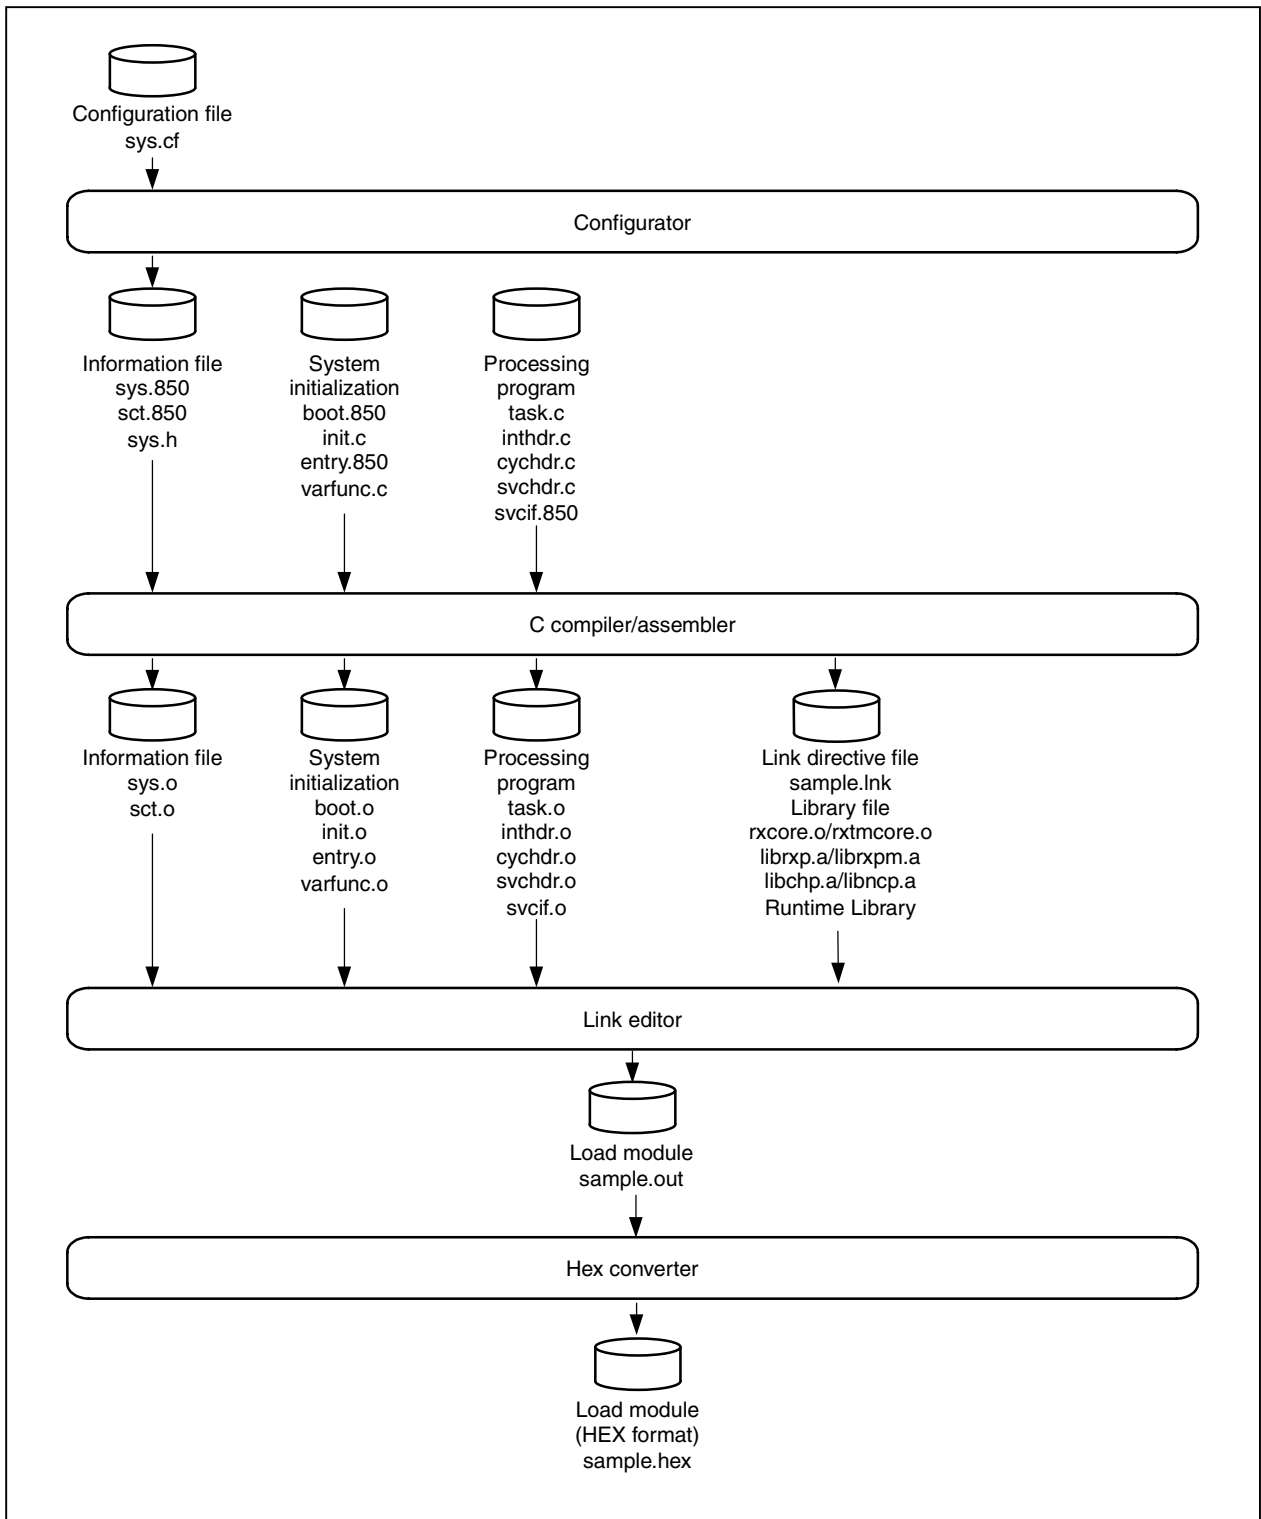 Configuration file
sys.cf
Configurator
Information file
sys.850
sct.850
sys.h
System
initialization
boot.850
init.c
entry.850
varfunc.c
Processing
program
task.c
inthdr.c
cychdr.c
svchdr.c
svcif.850
C compiler/assembler
Information file
sys.o
sct.o
System
initialization
boot.o
init.o
entry.o
varfunc.o
Processing
program
task.o
inthdr.o
cychdr.o
svchdr.o
svcif.o
Link directive file
sample.lnk
Library file
rxcore.o/rxtmcore.o
librxp.a/librxpm.a
libchp.a/libncp.a
Runtime Library
Link editor
Load module
sample.out
Hex converter
Load module
(HEX format)
sample.hex